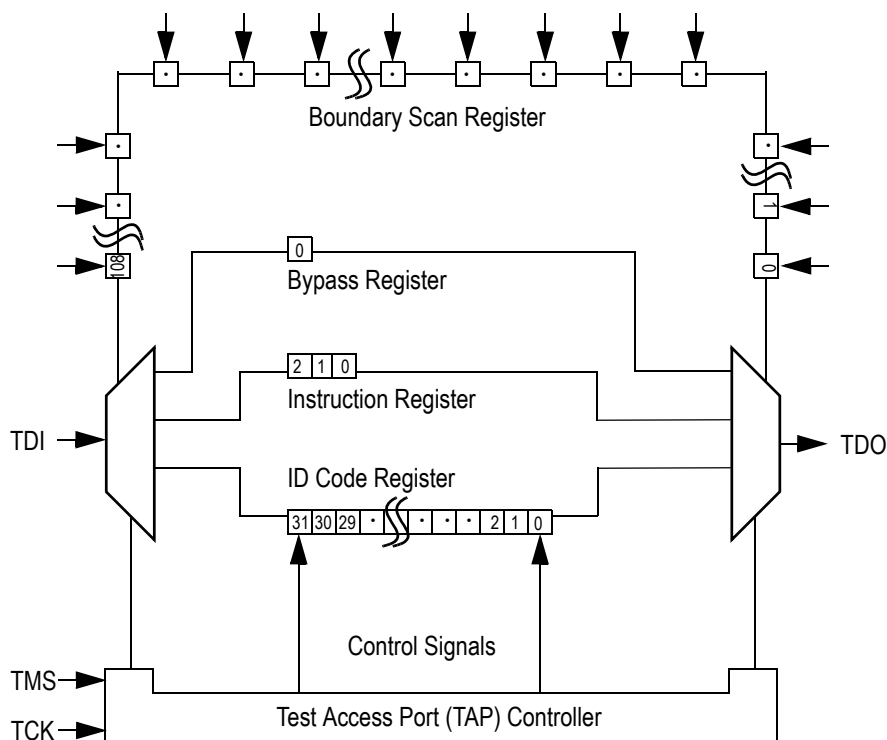 Boundary Scan Register
1
108
0
0
Bypass Register
2 1 0
Instruction Register
TDI
TDO
ID Code Register
31 30 29 · · · · 2 1 0
Control Signals
TMS
Test Access Port (TAP) Controller
TCK